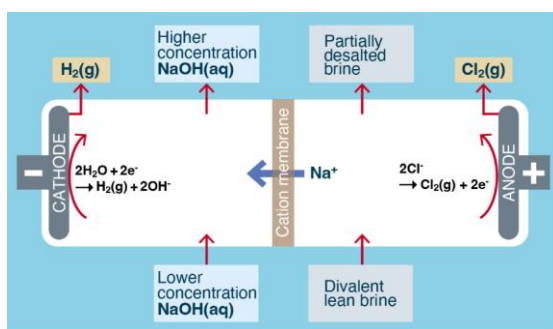 Higher
concentration
NaOH(aq)
Partially
desalted
brine
H₂(g)
Cl₂(g)
CATHODE
−
2H₂O + 2e⁻
→ H₂(g) + 2OH⁻
Cation membrane
Na⁺
2Cl⁻
→ Cl₂(g) + 2e⁻
ANODE
+
Lower
concentration
NaOH(aq)
Divalent
lean brine